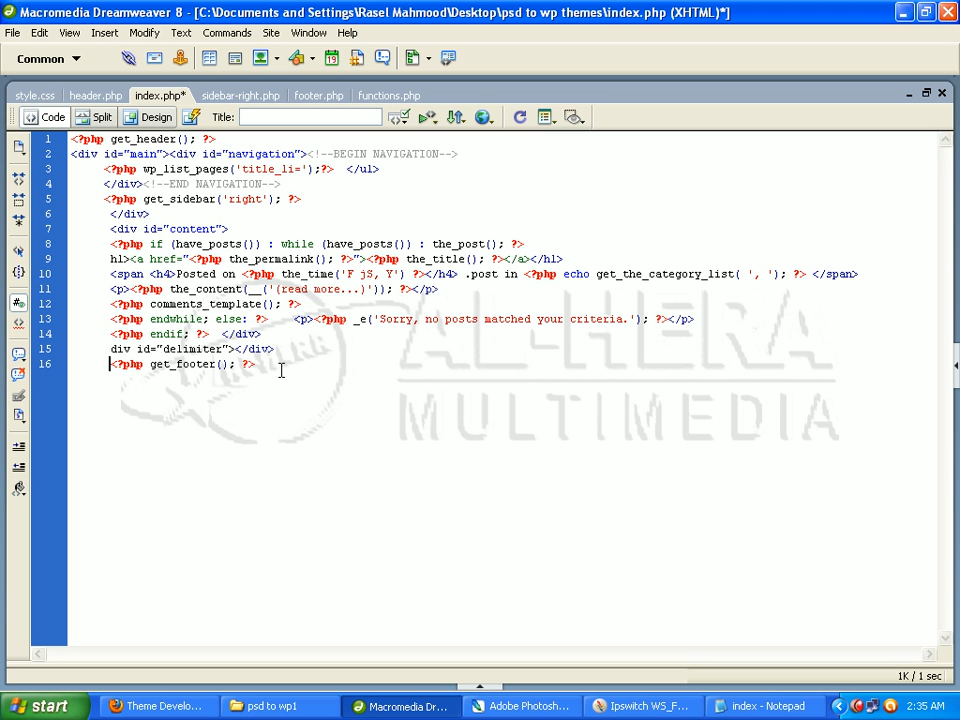 Macromedia Dreamweaver 8 - [C:\Documents and Settings\Rasel Mahmood\Desktop\psd to wp themes\index.php (XHTML)*]
File Edit View Insert Modify Text Commands Site Window Help
Common
style.css header.php index.php* sidebar-right.php footer.php functions.php
Code Split Design Title:
1 <?php get_header(); ?>
2 <div id="main"><div id="navigation"><!--BEGIN NAVIGATION-->
3 <?php wp_list_pages('title_li=');?> </ul>
4 </div><!--END NAVIGATION-->
5 <?php get_sidebar('right'); ?>
6 </div>
7 <div id="content">
8 <?php if (have_posts()) : while (have_posts()) : the_post(); ?>
9 h1><a href="<?php the_permalink(); ?>"><?php the_title(); ?></a></h1>
10 <span <h4>Posted on <?php the_time('F jS, Y') ?></h4> .post in <?php echo get_the_category_list( ', '); ?> </span>
11 <p><?php the_content(__('(read more...)')); ?></p>
12 <?php comments_template(); ?>
13 <?php endwhile; else: ?> <p><?php _e('Sorry, no posts matched your criteria.'); ?></p>
14 <?php endif; ?> </div>
15 div id="delimiter"></div>
16 <?php get_footer(); ?>
AL-HERA
MULTIMEDIA
1K / 1 sec
start Theme Develo... psd to wp1 Macromedia Dr... Adobe Photosh... Ipswitch WS_F... index - Notepad 2:35 AM